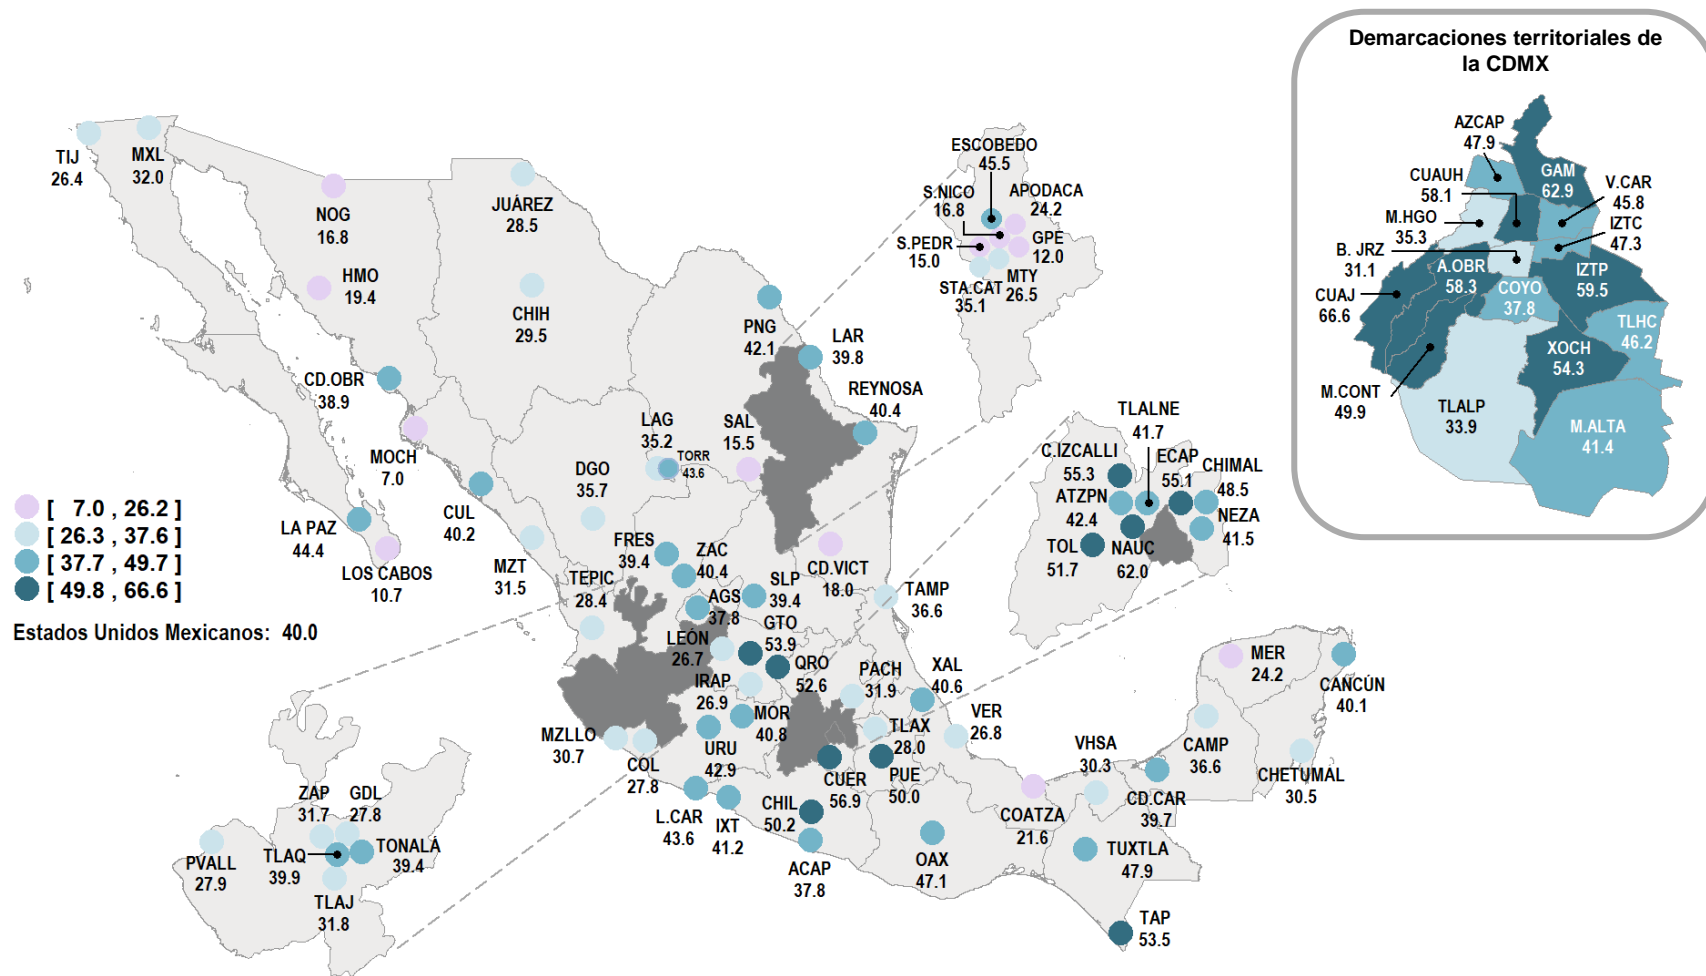 Demarcaciones territoriales de
la CDMX
AZCAP
47.9
CUAUH
58.1
GAM
62.9
V.CAR
45.8
M.HGO
35.3
IZTC
47.3
B. JRZ
31.1
A.OBR
58.3
IZTP
59.5
COYO
37.8
CUAJ
66.6
TLHC
46.2
XOCH
54.3
M.CONT
49.9
TLALP
33.9
M.ALTA
41.4
TIJ
26.4
MXL
32.0
NOG
16.8
HMO
19.4
JUÁREZ
28.5
CHIH
29.5
ESCOBEDO
45.5
S.NICO
16.8
APODACA
24.2
S.PEDR
15.0
GPE
12.0
MTY
26.5
STA.CAT
35.1
PNG
42.1
LAR
39.8
REYNOSA
40.4
CD.OBR
38.9
MOCH
7.0
LAG
35.2
TORR
43.6
SAL
15.5
DGO
35.7
CUL
40.2
LA PAZ
44.4
LOS CABOS
10.7
MZT
31.5
TEPIC
28.4
FRES
39.4
ZAC
40.4
AGS
37.8
SLP
39.4
CD.VICT
18.0
TAMP
36.6
TLALNE
41.7
C.IZCALLI
55.3
ECAP
55.1
CHIMAL
48.5
ATZPN
42.4
NEZA
41.5
TOL
51.7
NAUC
62.0
[ 7.0 , 26.2 ]
[ 26.3 , 37.6 ]
[ 37.7 , 49.7 ]
[ 49.8 , 66.6 ]
Estados Unidos Mexicanos: 40.0
LEÓN
26.7
GTO
53.9
QRO
52.6
IRAP
26.9
PACH
31.9
XAL
40.6
MOR
40.8
URU
42.9
TLAX
28.0
VER
26.8
MZLLO
30.7
COL
27.8
L.CAR
43.6
IXT
41.2
CHIL
50.2
ACAP
37.8
CUER
56.9
PUE
50.0
OAX
47.1
COATZA
21.6
VHSA
30.3
CD.CAR
39.7
TUXTLA
47.9
TAP
53.5
MER
24.2
CANCÚN
40.1
CAMP
36.6
CHETUMAL
30.5
ZAP
31.7
GDL
27.8
PVALL
27.9
TLAQ
39.9
TONALÁ
39.4
TLAJ
31.8